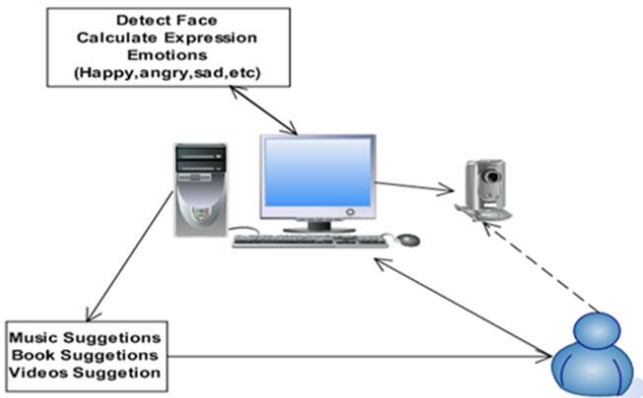 Detect Face
Calculate Expression
Emotions
(Happy,angry,sad,etc)
Music Suggetions
Book Suggetions
Videos Suggetion